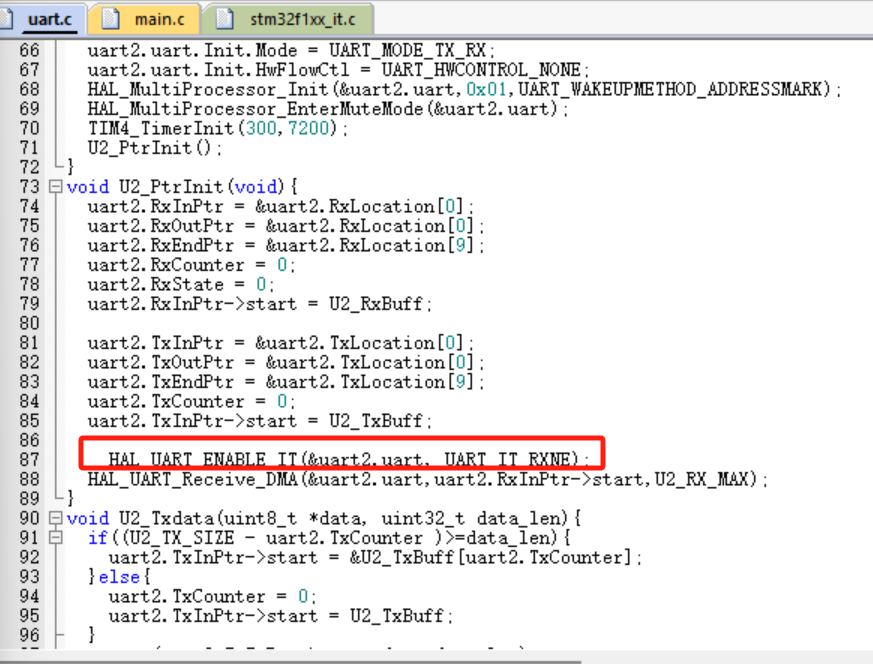 uart.c main.c stm32f1xx_it.c
66 uart2.uart.Init.Mode = UART_MODE_TX_RX;
67 uart2.uart.Init.HwFlowCtl = UART_HWCONTROL_NONE;
68 HAL_MultiProcessor_Init(&uart2.uart,0x01,UART_WAKEUPMETHOD_ADDRESSMARK);
69 HAL_MultiProcessor_EnterMuteMode(&uart2.uart);
70 TIM4_TimerInit(300,7200);
71 U2_PtrInit();
72 }
73 void U2_PtrInit(void){
74 uart2.RxInPtr = &uart2.RxLocation[0];
75 uart2.RxOutPtr = &uart2.RxLocation[0];
76 uart2.RxEndPtr = &uart2.RxLocation[9];
77 uart2.RxCounter = 0;
78 uart2.RxState = 0;
79 uart2.RxInPtr->start = U2_RxBuff;
80
81 uart2.TxInPtr = &uart2.TxLocation[0];
82 uart2.TxOutPtr = &uart2.TxLocation[0];
83 uart2.TxEndPtr = &uart2.TxLocation[9];
84 uart2.TxCounter = 0;
85 uart2.TxInPtr->start = U2_TxBuff;
86
87 __HAL_UART_ENABLE_IT(&uart2.uart, UART_IT_RXNE);
88 HAL_UART_Receive_DMA(&uart2.uart,uart2.RxInPtr->start,U2_RX_MAX);
89 }
90 void U2_Txdata(uint8_t *data, uint32_t data_len){
91 if((U2_TX_SIZE - uart2.TxCounter )>=data_len){
92 uart2.TxInPtr->start = &U2_TxBuff[uart2.TxCounter];
93 }else{
94 uart2.TxCounter = 0;
95 uart2.TxInPtr->start = U2_TxBuff;
96 }